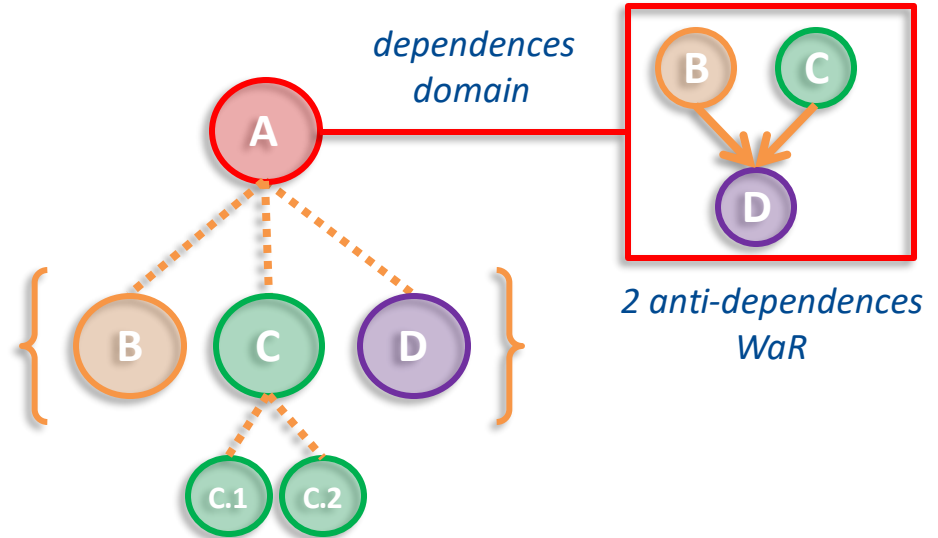 dependences
domain
B
C
A
D
2 anti-dependences
WaR
B
C
D
C.1
C.2